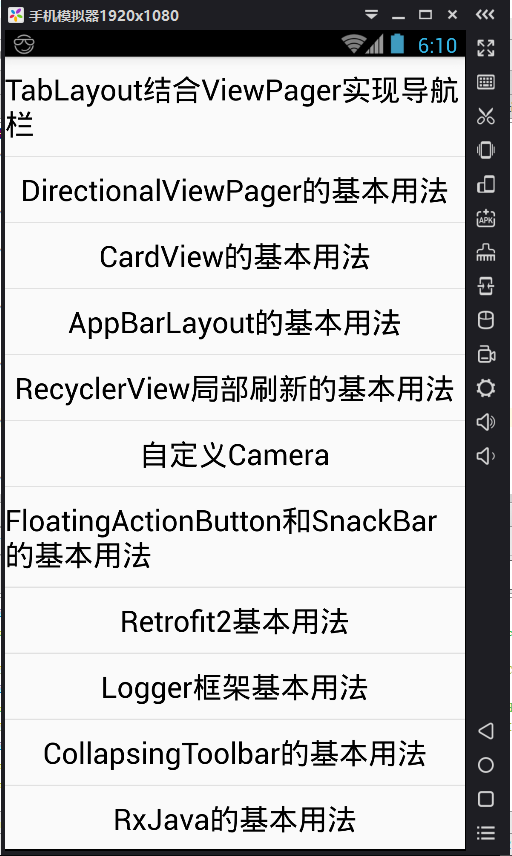 手机模拟器1920x1080
6:10
TabLayout结合ViewPager实现导航
栏
DirectionalViewPager的基本用法
CardView的基本用法
AppBarLayout的基本用法
RecyclerView局部刷新的基本用法
自定义Camera
FloatingActionButton和SnackBar
的基本用法
Retrofit2基本用法
Logger框架基本用法
CollapsingToolbar的基本用法
RxJava的基本用法
APK